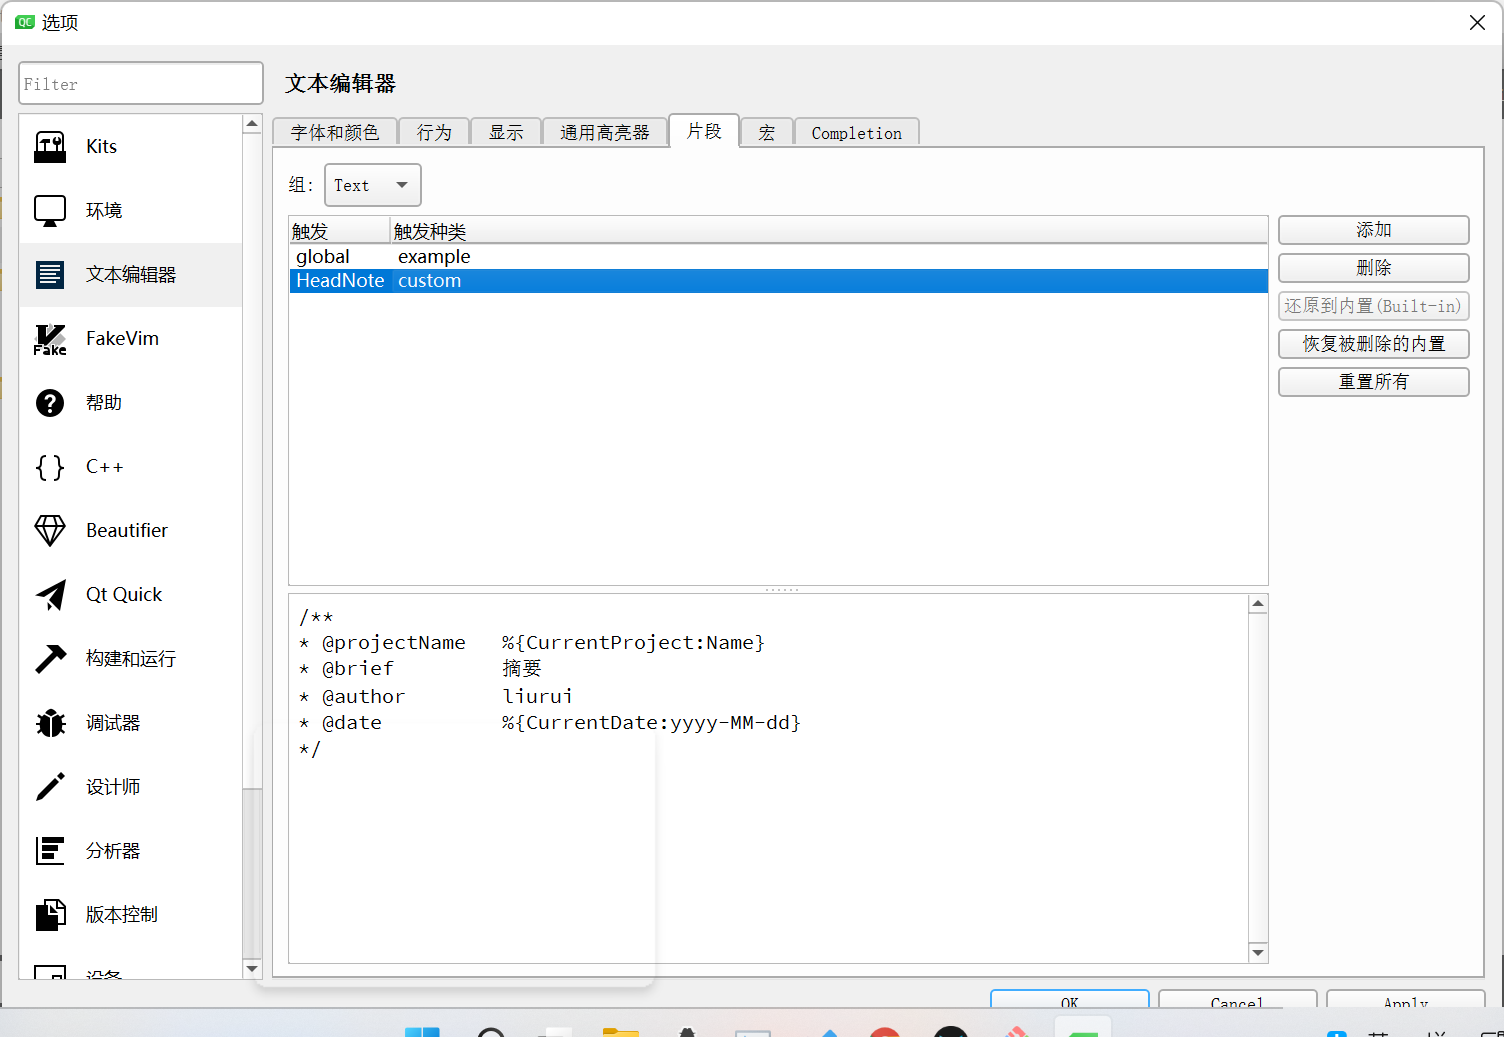 QC 选项
Filter
文本编辑器
Kits
环境
文本编辑器
FakeVim
Fake
帮助
C++
Beautifier
Qt Quick
构建和运行
调试器
设计师
分析器
版本控制
设备
字体和颜色 行为 显示 通用高亮器 片段 宏 Completion
组: Text
触发 触发种类
global example
HeadNote custom
添加
删除
还原到内置(Built-in)
恢复被删除的内置
重置所有
/**
* @projectName %{CurrentProject:Name}
* @brief 摘要
* @author liurui
* @date %{CurrentDate:yyyy-MM-dd}
*/
OK Cancel Apply